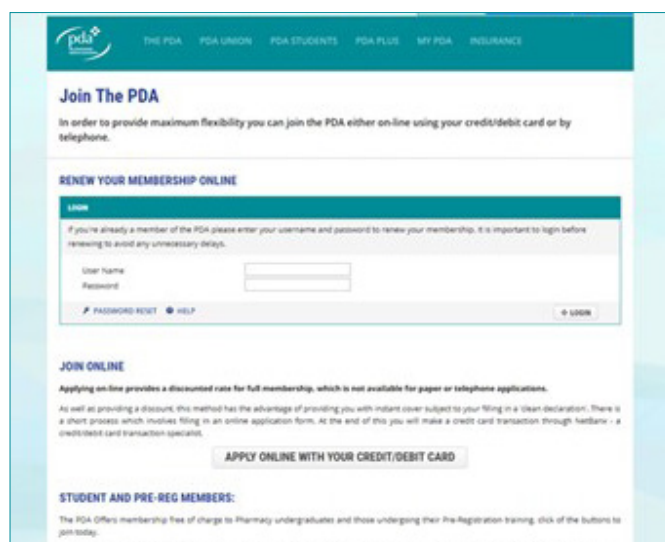 pda
THE PDA PDA UNION PDA STUDENTS PDA PLUS MY PDA INSURANCE
Join The PDA
In order to provide maximum flexibility you can join the PDA either on-line using your credit/debit card or by
telephone.
RENEW YOUR MEMBERSHIP ONLINE
LOGIN
If you're already a member of the PDA please enter your username and password to renew your membership. It is important to login before
renewing to avoid any unnecessary delays.
User Name
Password
PASSWORD RESET HELP
LOGIN
JOIN ONLINE
Applying on-line provides a discounted rate for full membership, which is not available for paper or telephone applications.
As well as providing a discount, this method has the advantage of providing you with instant cover subject to your filling in a 'clean declaration'. There is
a short process which involves filling in an online application form. At the end of this you will make a credit card transaction through NetBanx - a
credit/debit card transaction specialist.
APPLY ONLINE WITH YOUR CREDIT/DEBIT CARD
STUDENT AND PRE-REG MEMBERS:
The PDA Offers membership free of charge to Pharmacy undergraduates and those undergoing their Pre-Registration training, click of the buttons to
join today.